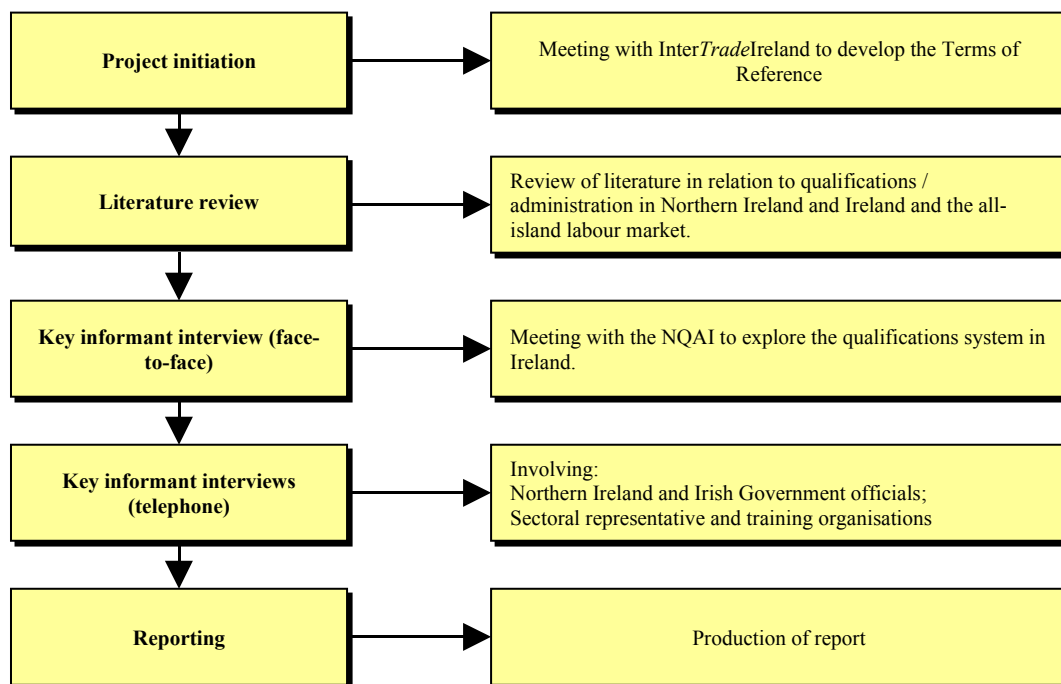 Project initiation
Meeting with InterTradeIreland to develop the Terms of
Reference
Literature review
Review of literature in relation to qualifications /
administration in Northern Ireland and Ireland and the all-
island labour market.
Key informant interview (face-
to-face)
Meeting with the NQAI to explore the qualifications system in
Ireland.
Key informant interviews
(telephone)
Involving:
Northern Ireland and Irish Government officials;
Sectoral representative and training organisations
Reporting
Production of report